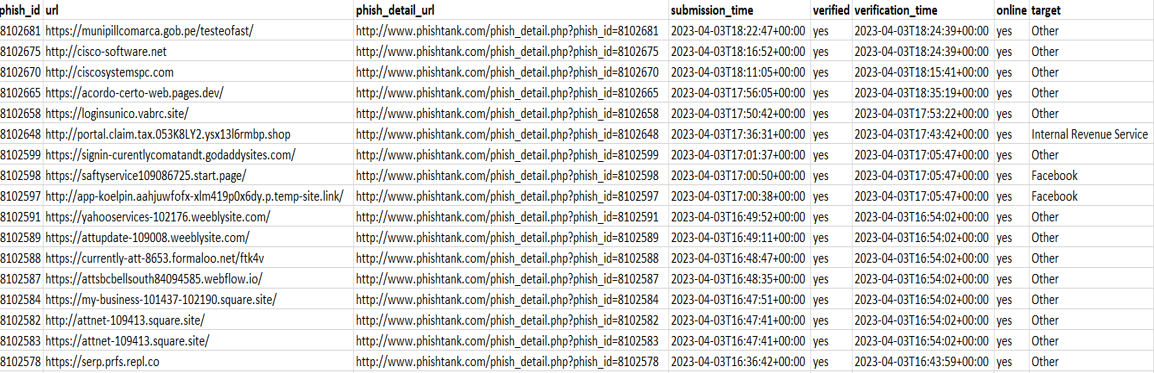 phish_id url phish_detail_url submission_time verified verification_time online target
8102681 https://munipillcomarca.gob.pe/testeofast/ http://www.phishtank.com/phish_detail.php?phish_id=8102681 2023-04-03T18:22:47+00:00 yes 2023-04-03T18:24:39+00:00 yes Other
8102675 http://cisco-software.net http://www.phishtank.com/phish_detail.php?phish_id=8102675 2023-04-03T18:16:52+00:00 yes 2023-04-03T18:24:39+00:00 yes Other
8102670 http://ciscosystemspc.com http://www.phishtank.com/phish_detail.php?phish_id=8102670 2023-04-03T18:11:05+00:00 yes 2023-04-03T18:15:41+00:00 yes Other
8102665 https://acordo-certo-web.pages.dev/ http://www.phishtank.com/phish_detail.php?phish_id=8102665 2023-04-03T17:56:05+00:00 yes 2023-04-03T18:35:19+00:00 yes Other
8102658 https://loginsunico.vabrc.site/ http://www.phishtank.com/phish_detail.php?phish_id=8102658 2023-04-03T17:50:42+00:00 yes 2023-04-03T17:53:22+00:00 yes Other
8102648 http://portal.claim.tax.053K8LY2.ysx13l6rmbp.shop http://www.phishtank.com/phish_detail.php?phish_id=8102648 2023-04-03T17:36:31+00:00 yes 2023-04-03T17:43:42+00:00 yes Internal Revenue Service
8102599 https://signin-curentlycomatandt.godaddysites.com/ http://www.phishtank.com/phish_detail.php?phish_id=8102599 2023-04-03T17:01:37+00:00 yes 2023-04-03T17:05:47+00:00 yes Other
8102598 https://saftyservice109086725.start.page/ http://www.phishtank.com/phish_detail.php?phish_id=8102598 2023-04-03T17:00:50+00:00 yes 2023-04-03T17:05:47+00:00 yes Facebook
8102597 http://app-koelpin.aahjuwfofx-xlm419p0x6dy.p.temp-site.link/ http://www.phishtank.com/phish_detail.php?phish_id=8102597 2023-04-03T17:00:38+00:00 yes 2023-04-03T17:05:47+00:00 yes Facebook
8102591 https://yahooservices-102176.weeblysite.com/ http://www.phishtank.com/phish_detail.php?phish_id=8102591 2023-04-03T16:49:52+00:00 yes 2023-04-03T16:54:02+00:00 yes Other
8102589 https://attupdate-109008.weeblysite.com/ http://www.phishtank.com/phish_detail.php?phish_id=8102589 2023-04-03T16:49:11+00:00 yes 2023-04-03T16:54:02+00:00 yes Other
8102588 https://currently-att-8653.formaloo.net/ftk4v http://www.phishtank.com/phish_detail.php?phish_id=8102588 2023-04-03T16:48:47+00:00 yes 2023-04-03T16:54:02+00:00 yes Other
8102587 https://attsbcbellsouth84094585.webflow.io/ http://www.phishtank.com/phish_detail.php?phish_id=8102587 2023-04-03T16:48:35+00:00 yes 2023-04-03T16:54:02+00:00 yes Other
8102584 https://my-business-101437-102190.square.site/ http://www.phishtank.com/phish_detail.php?phish_id=8102584 2023-04-03T16:47:51+00:00 yes 2023-04-03T16:54:02+00:00 yes Other
8102582 http://attnet-109413.square.site/ http://www.phishtank.com/phish_detail.php?phish_id=8102582 2023-04-03T16:47:41+00:00 yes 2023-04-03T16:54:02+00:00 yes Other
8102583 https://attnet-109413.square.site/ http://www.phishtank.com/phish_detail.php?phish_id=8102583 2023-04-03T16:47:41+00:00 yes 2023-04-03T16:54:02+00:00 yes Other
8102578 https://serp.prfs.repl.co http://www.phishtank.com/phish_detail.php?phish_id=8102578 2023-04-03T16:36:42+00:00 yes 2023-04-03T16:43:59+00:00 yes Other